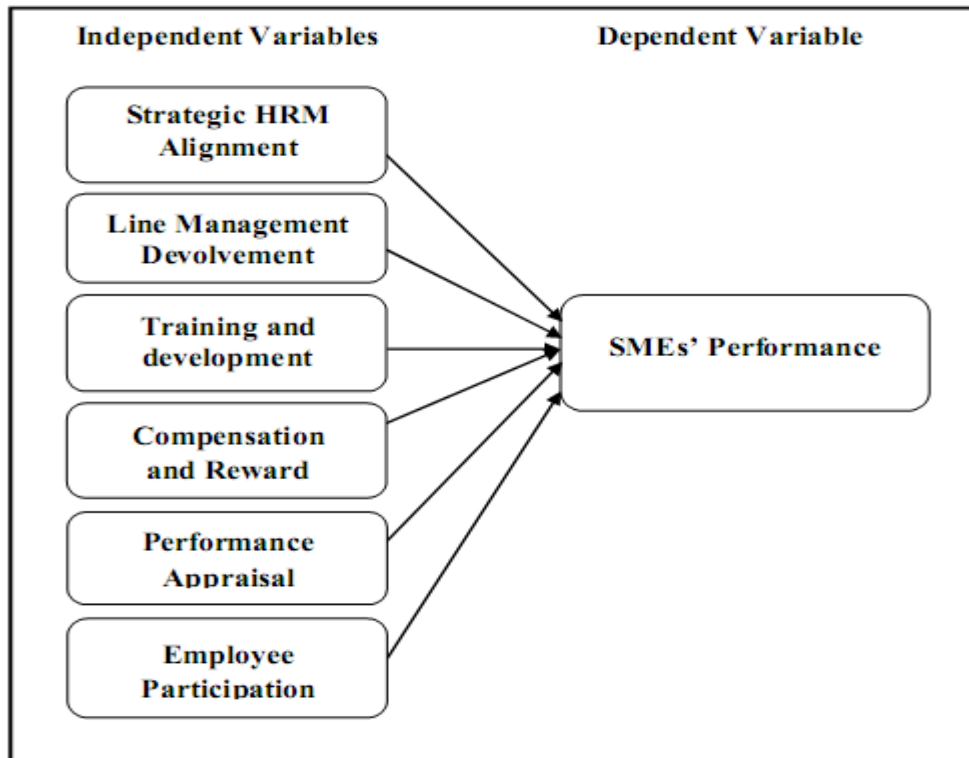 Independent Variables
Dependent Variable
Strategic HRM
Alignment
Line Management
Devolvement
Training and
development
Compensation
and Reward
Performance
Appraisal
Employee
Participation
SMEs’ Performance